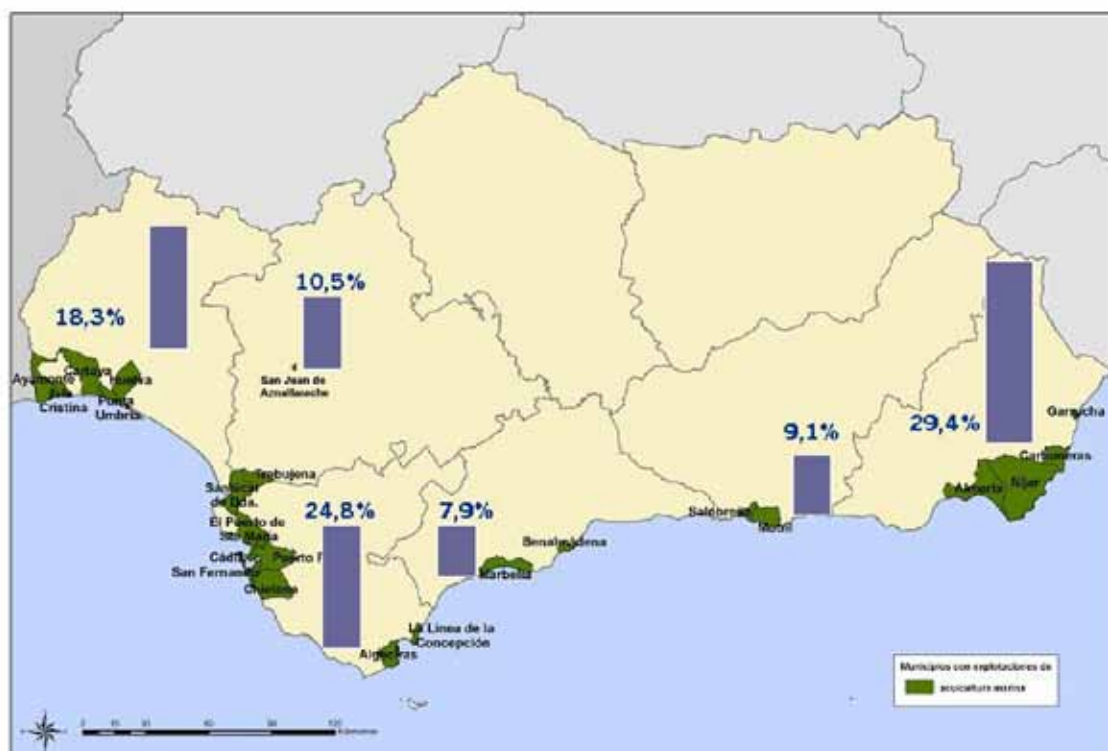 10,5%
18,3%
San Juan de
Aznalfarache
Ayamonte
Cartaya
Huelva
Isla
Cristina
Punta
Umbría
29,4%
9,1%
Garrucha
Carboneras
Níjar
Almería
Trebujena
Sanlúcar
de Bda.
24,8%
7,9%
Salobreña
Motril
El Puerto de
Sta María
Benalmádena
Cádiz
Puerto R
San Fernando
Marbella
Chiclana
La Línea de la
Concepción
Algeciras
Municipios con explotaciones de
acuicultura marina
0